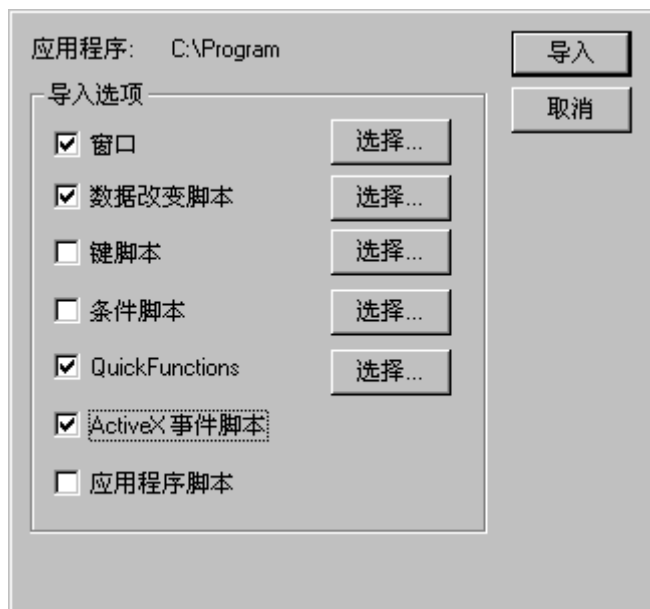 应用程序: C:\Program
导入
导入选项
取消
窗口 选择...
数据改变脚本 选择...
键脚本 选择...
条件脚本 选择...
QuickFunctions 选择...
ActiveX 事件脚本
应用程序脚本